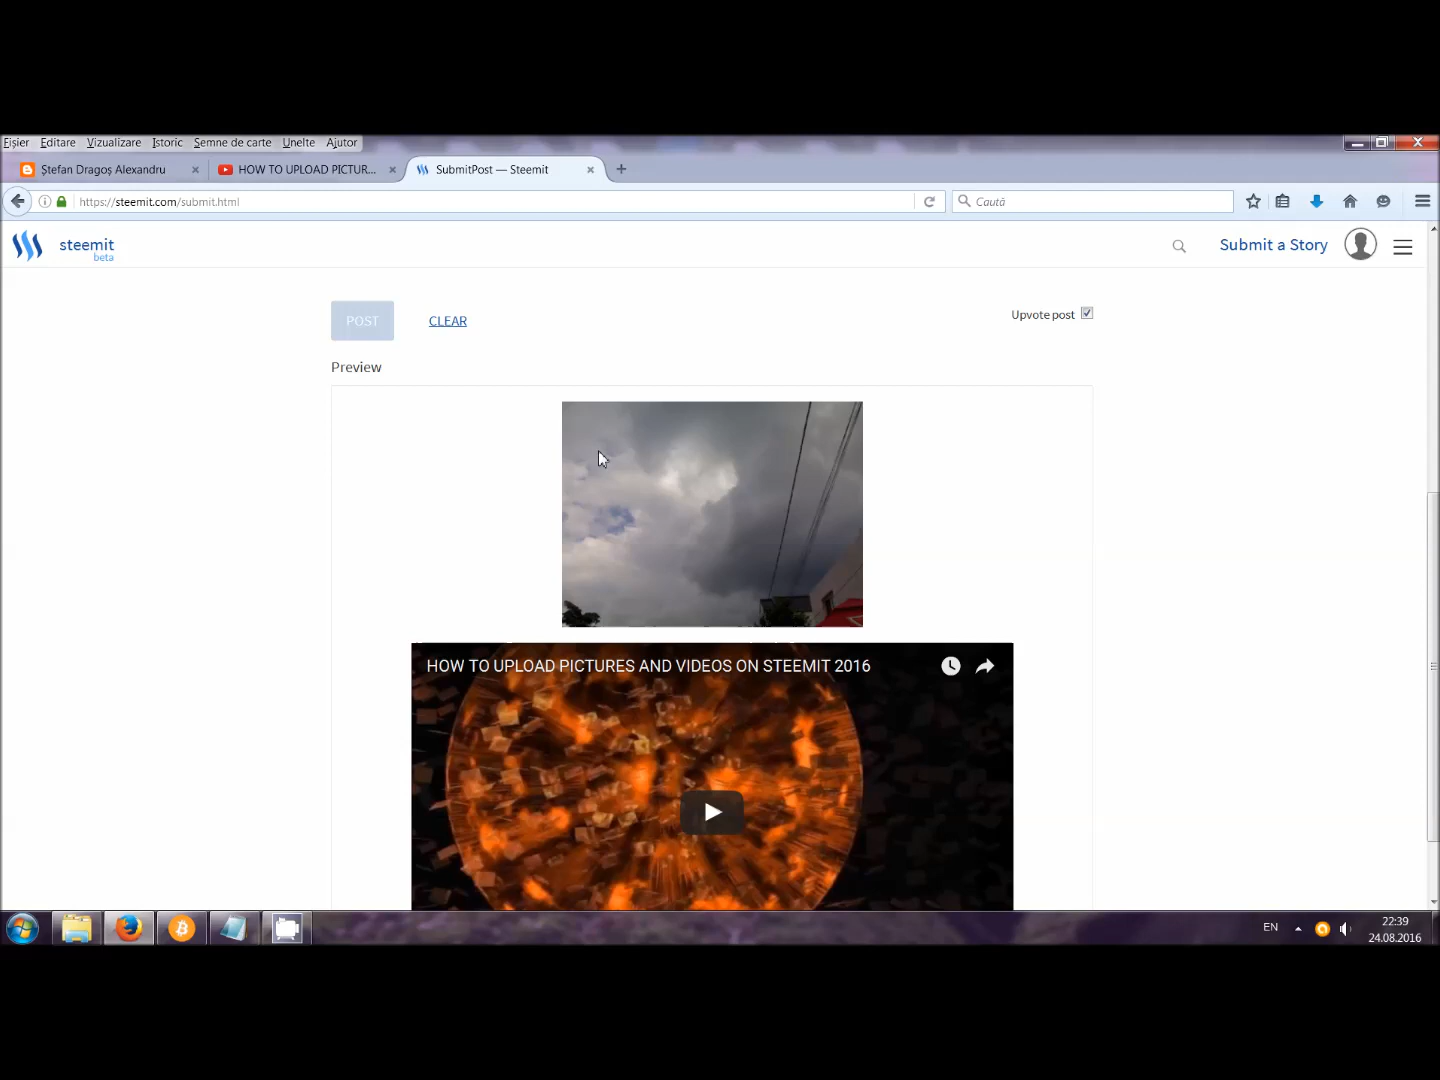 Fișier Editare Vizualizare Istoric Semne de carte Unelte Ajutor
Ștefan Dragoș Alexandru
HOW TO UPLOAD PICTUR...
SubmitPost — Steemit
https://steemit.com/submit.html
Caută
steemit
beta
Submit a Story
POST
CLEAR
Upvote post
Preview
HOW TO UPLOAD PICTURES AND VIDEOS ON STEEMIT 2016
EN
22:39
24.08.2016